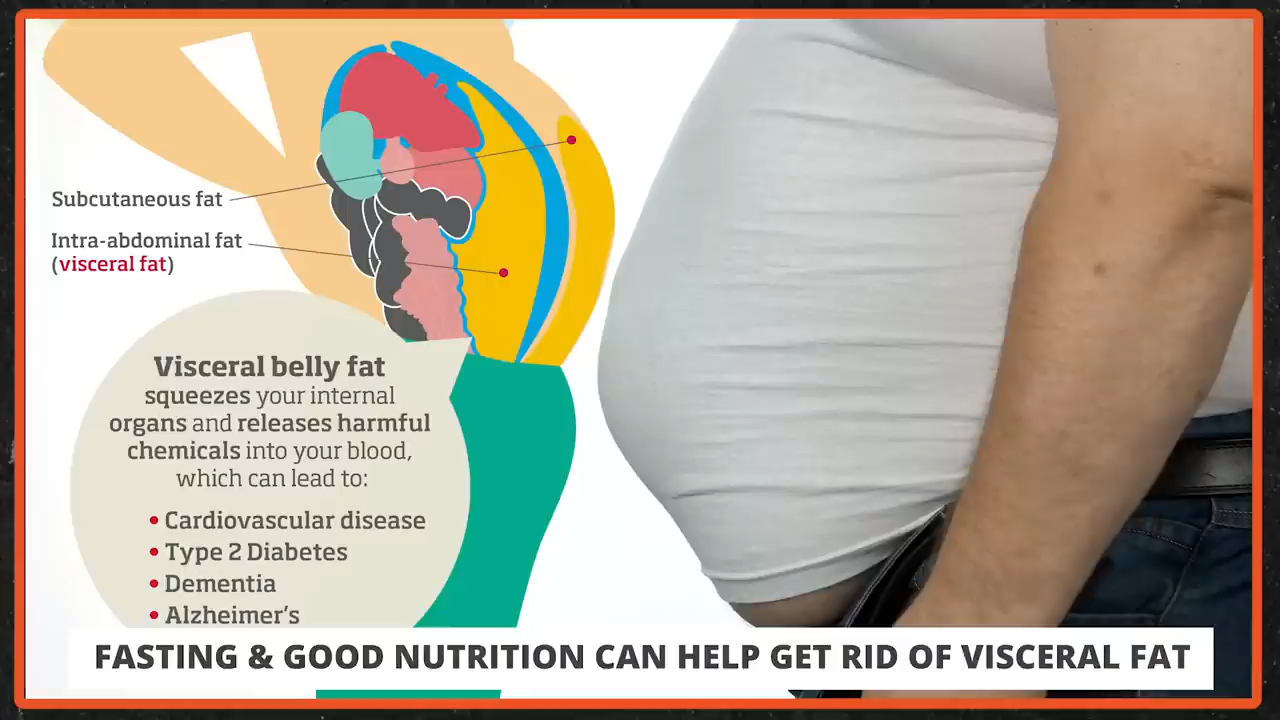 Subcutaneous fat
Intra-abdominal fat
(visceral fat)
Visceral belly fat
squeezes your internal
organs and releases harmful
chemicals into your blood,
which can lead to:
• Cardiovascular disease
• Type 2 Diabetes
• Dementia
• Alzheimer's
FASTING & GOOD NUTRITION CAN HELP GET RID OF VISCERAL FAT